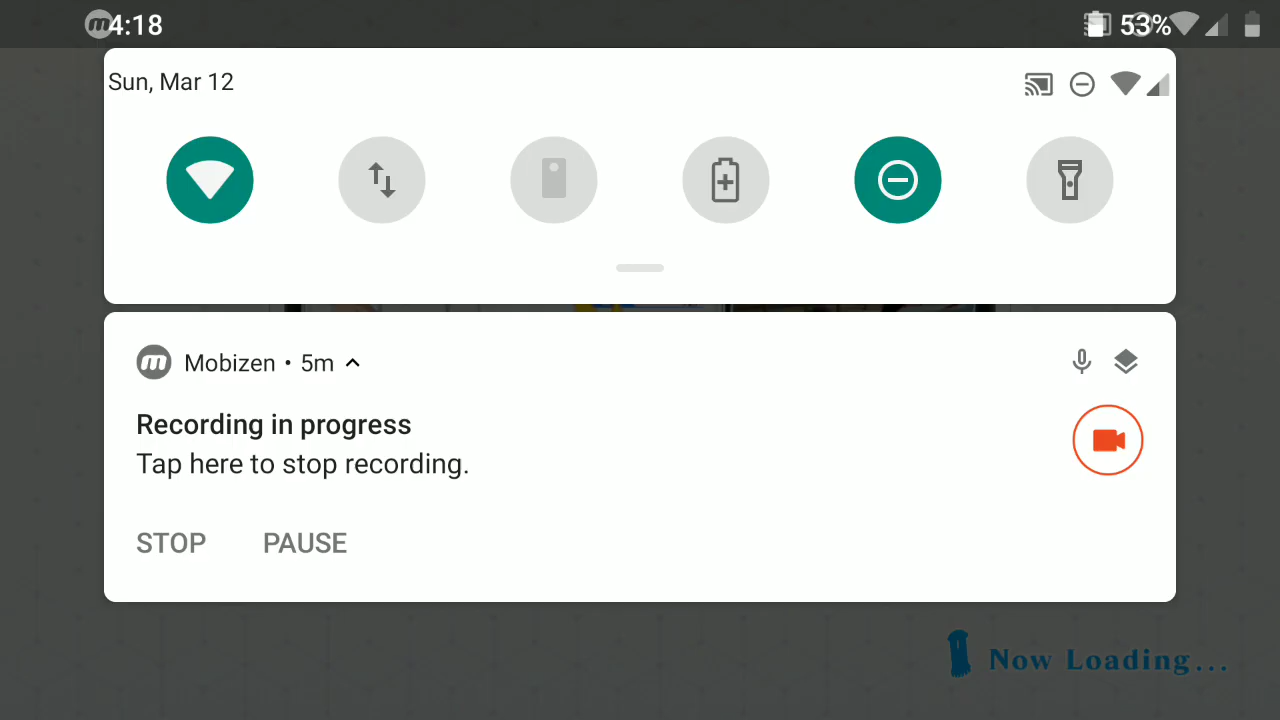 4:18
53%
Sun, Mar 12
Mobizen • 5m
Recording in progress
Tap here to stop recording.
STOP PAUSE
Now Loading...